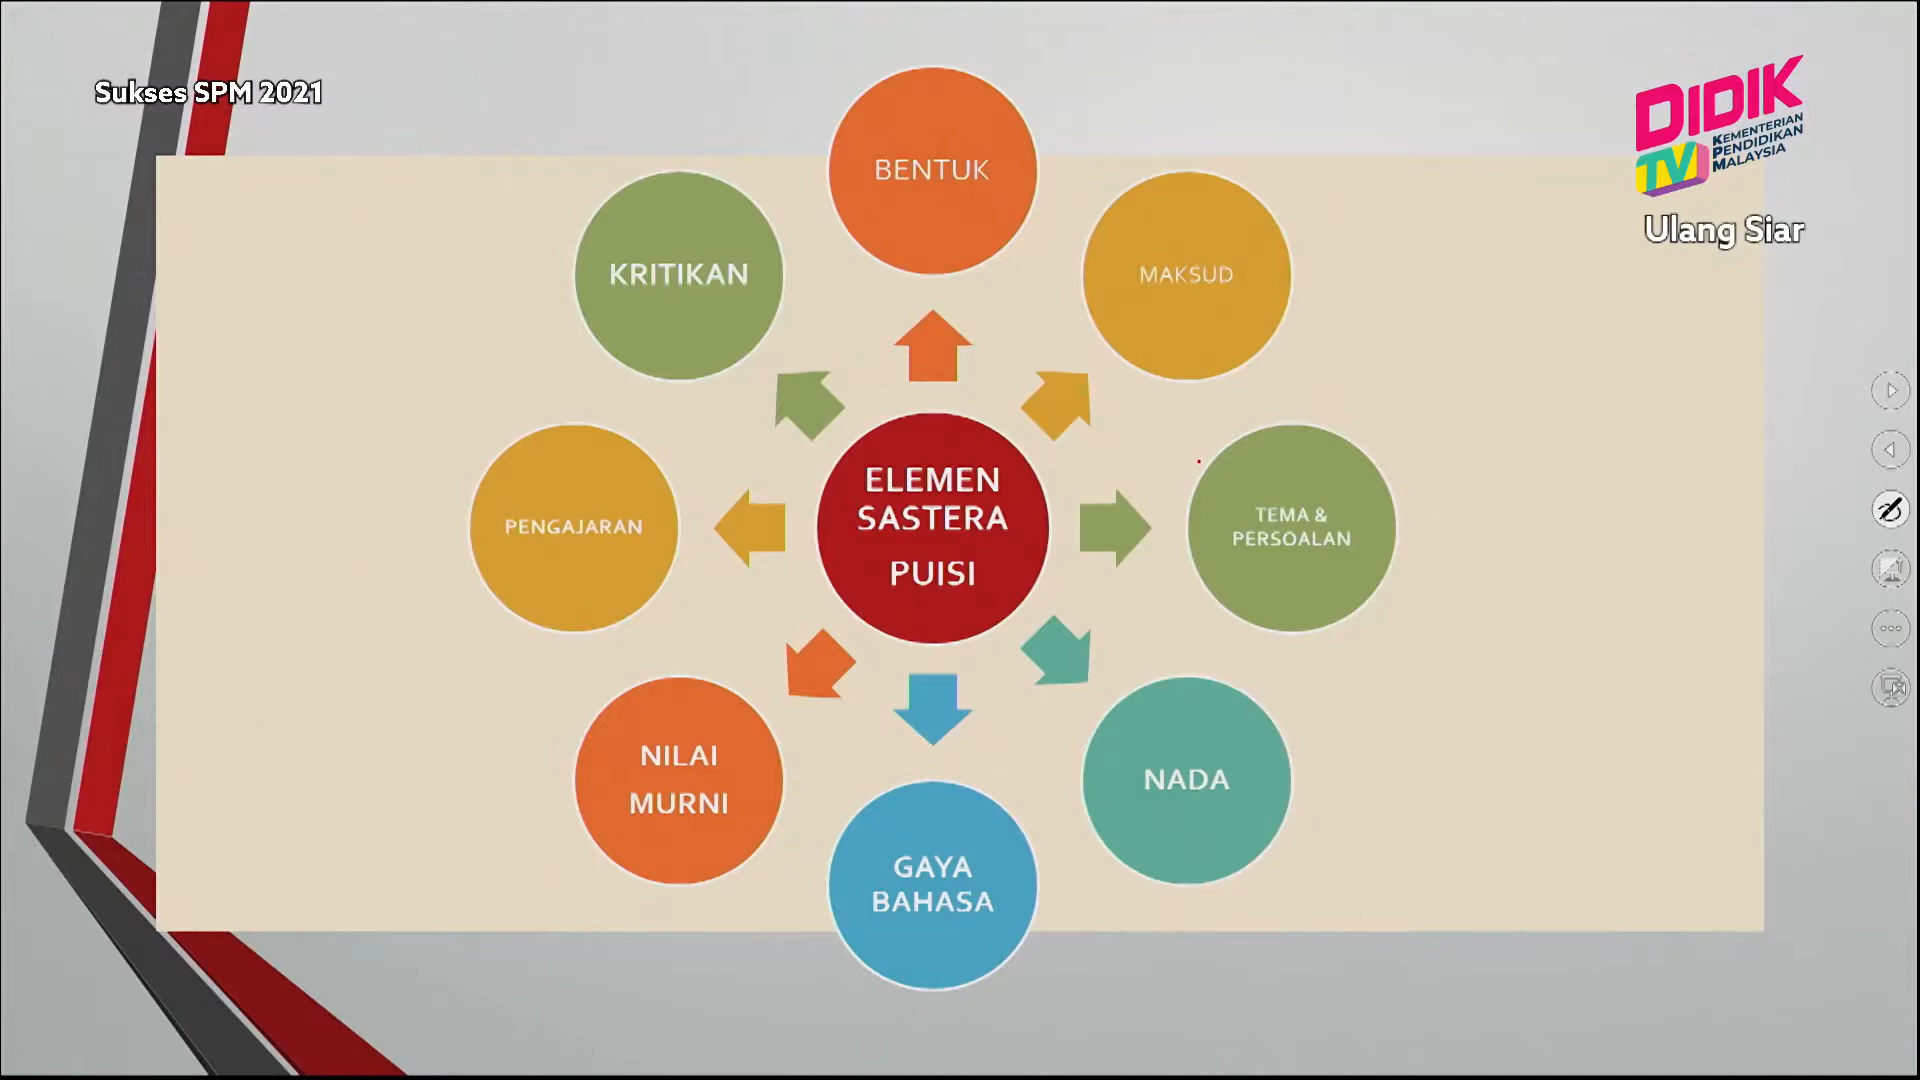 Sukses SPM 2021
DIDIK
TV
KEMENTERIAN
PENDIDIKAN
MALAYSIA
Ulang Siar
BENTUK
MAKSUD
TEMA &
PERSOALAN
NADA
GAYA
BAHASA
NILAI
MURNI
PENGAJARAN
KRITIKAN
ELEMEN
SASTERA
PUISI